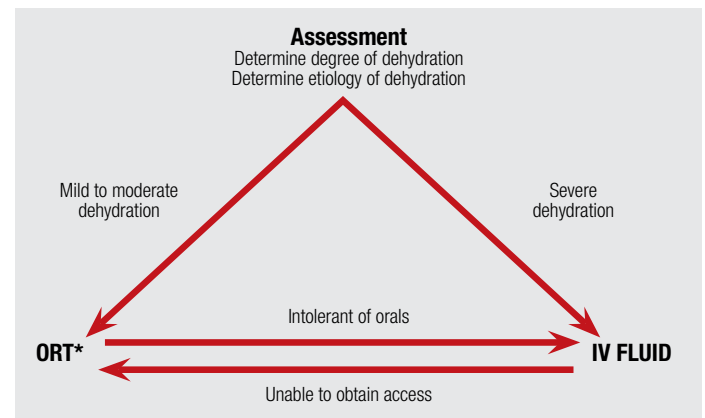 Assessment
Determine degree of dehydration
Determine etiology of dehydration
Mild to moderate
dehydration
Severe
dehydration
Intolerant of orals
ORT*
IV FLUID
Unable to obtain access